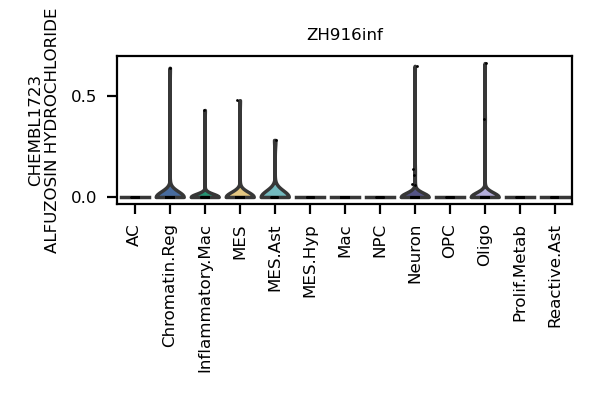 ZH916inf
CHEMBL1723
ALFUZOSIN HYDROCHLORIDE
0.5
0.0
AC
Chromatin.Reg
Inflammatory.Mac
MES
MES.Ast
MES.Hyp
Mac
NPC
Neuron
OPC
Oligo
Prolif.Metab
Reactive.Ast